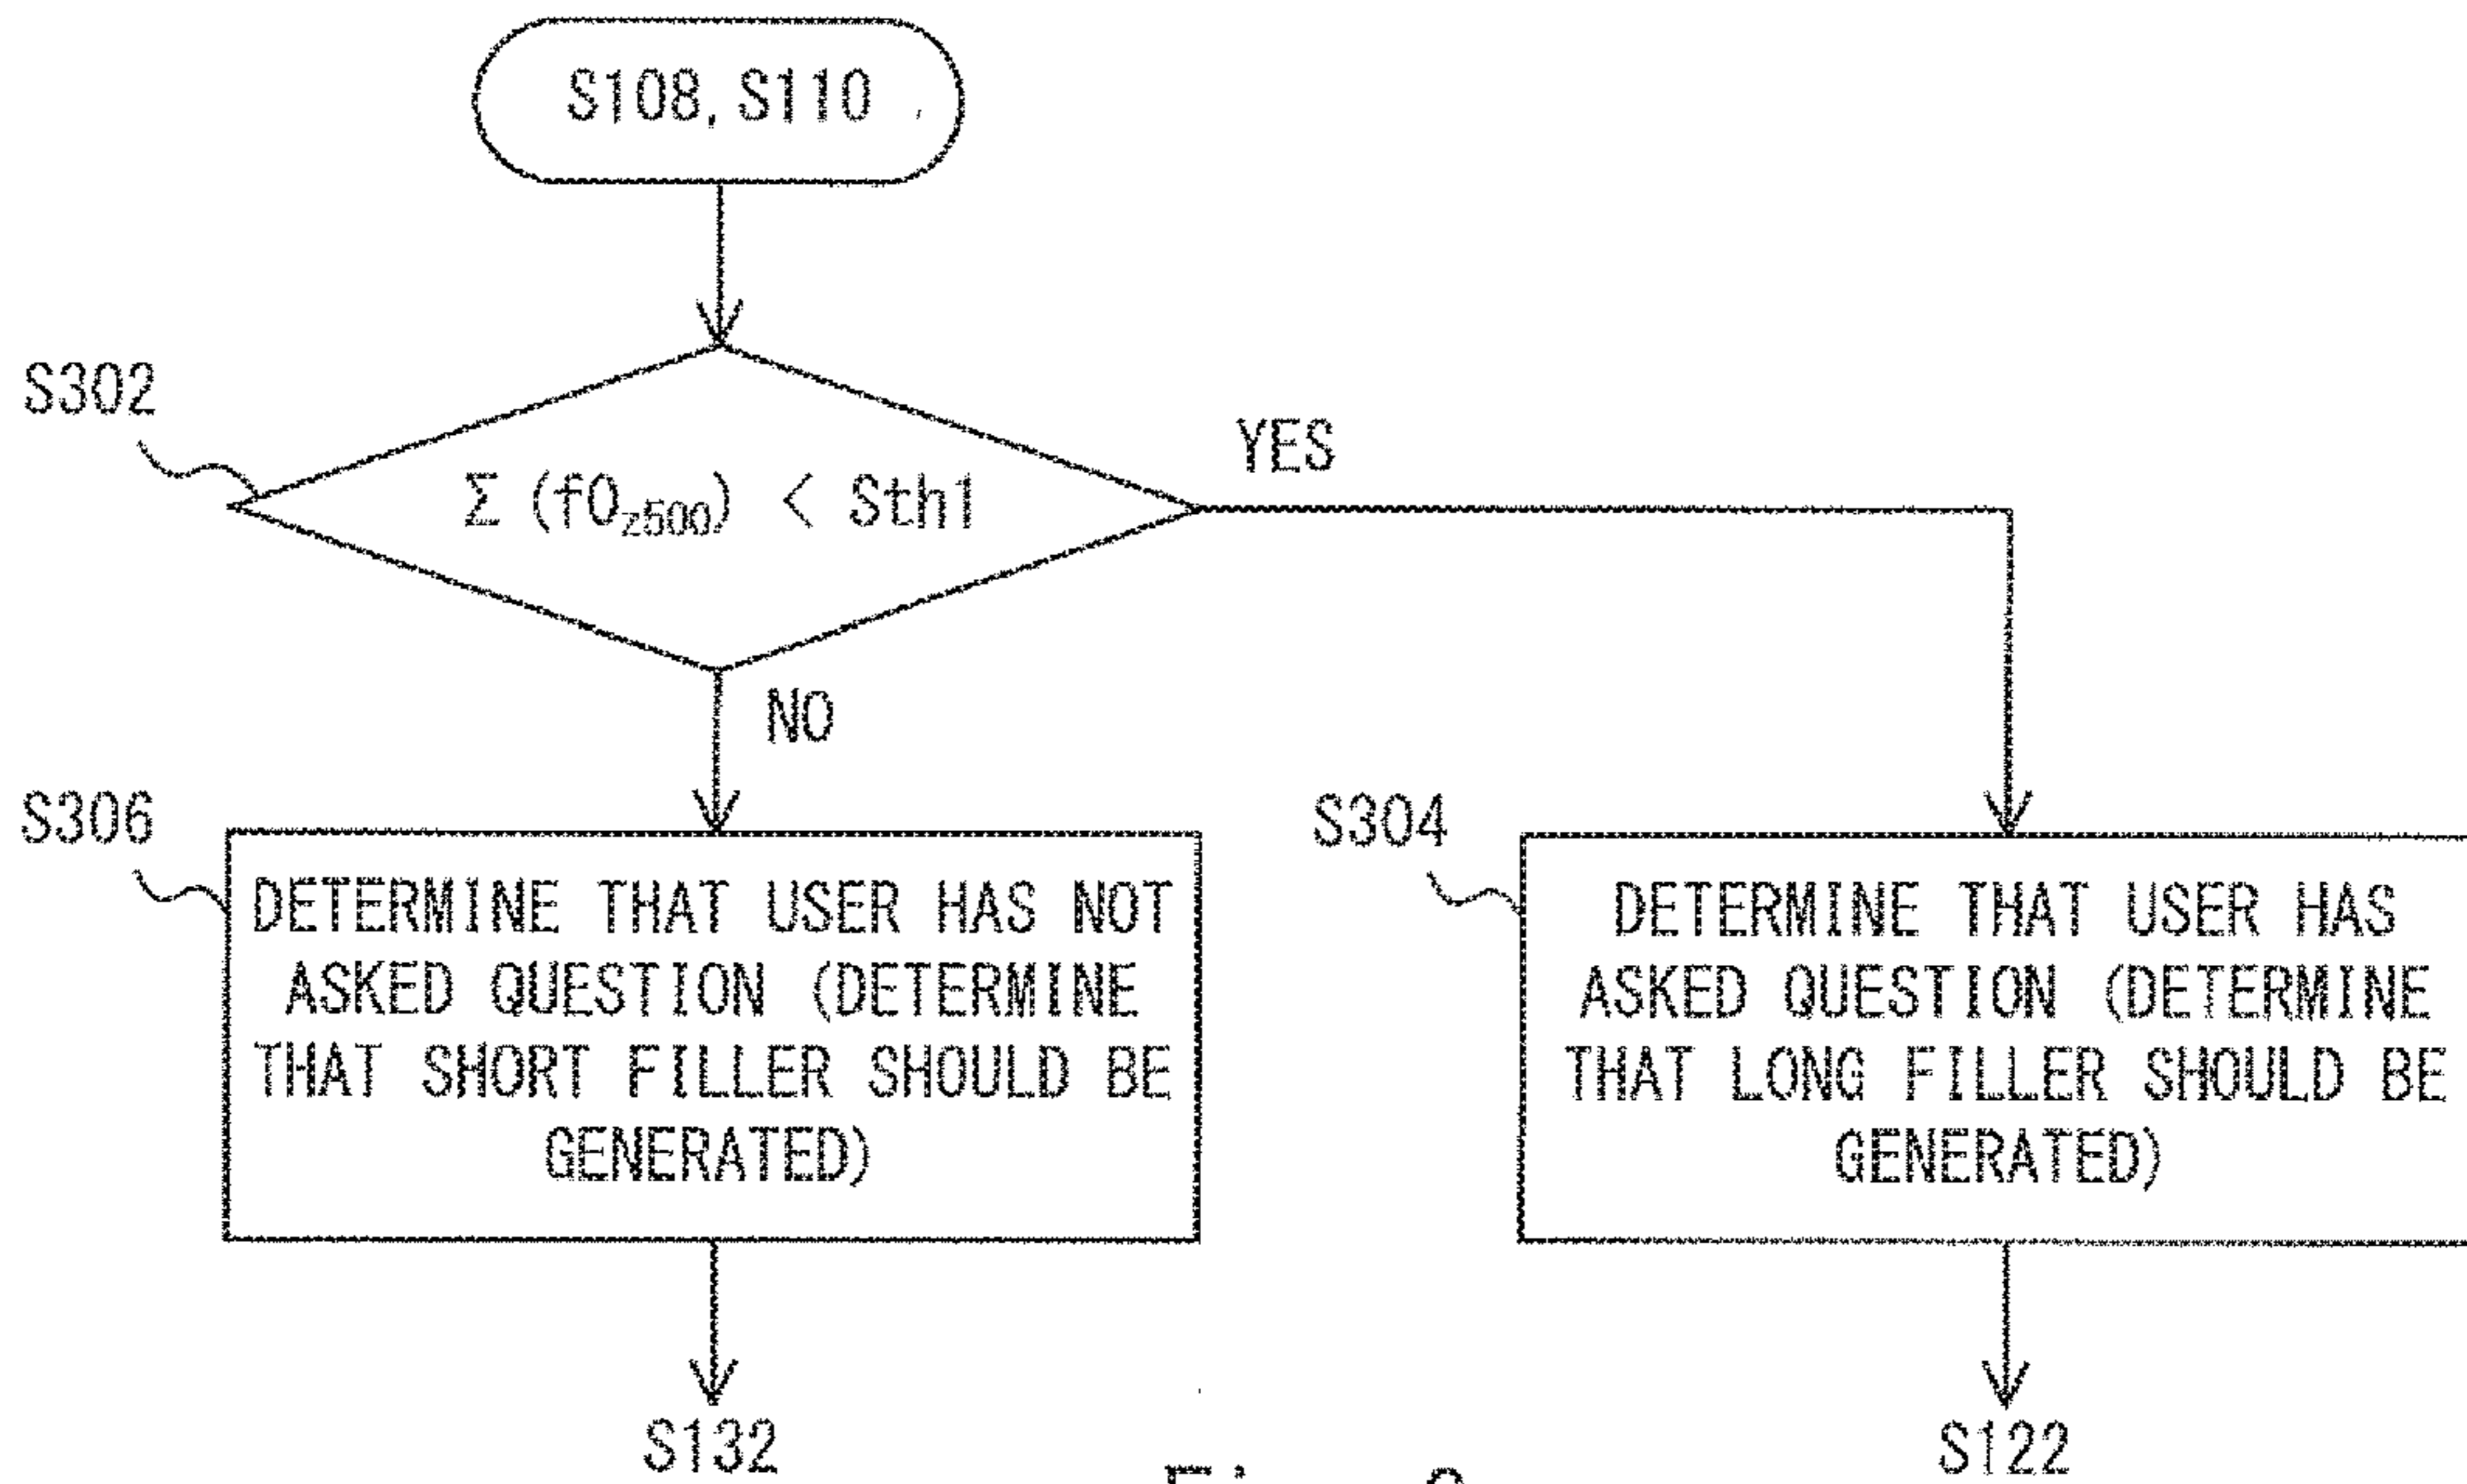 S108, S110
S302
Σ (f0z500) < Sth1
YES
NO
S306
DETERMINE THAT USER HAS NOT
ASKED QUESTION (DETERMINE
THAT SHORT FILLER SHOULD BE
GENERATED)
S304
DETERMINE THAT USER HAS
ASKED QUESTION (DETERMINE
THAT LONG FILLER SHOULD BE
GENERATED)
S132
S122